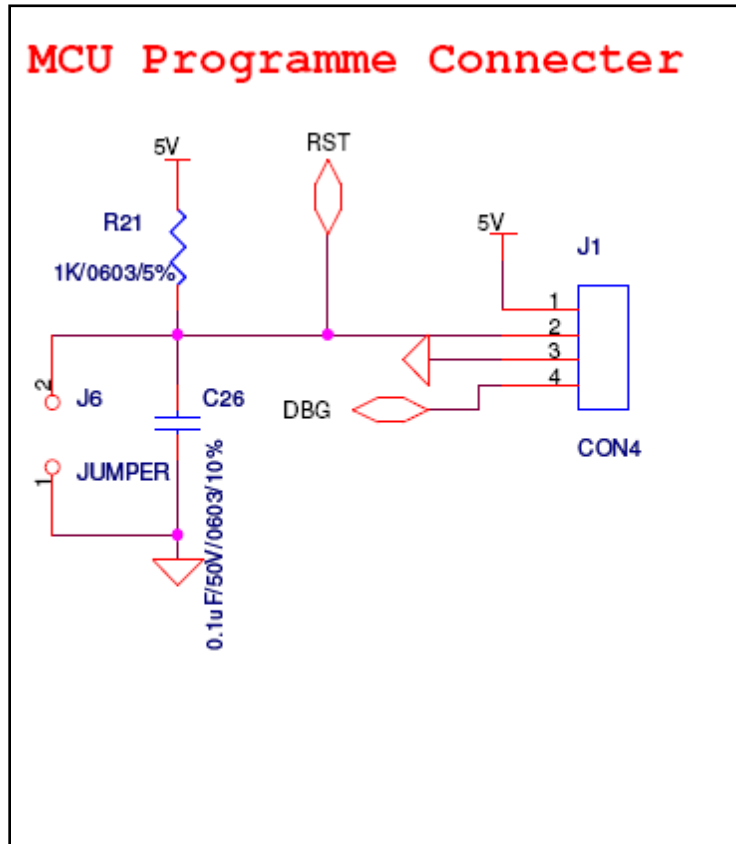 MCU Programme Connecter
RST
5V
R21
1K/0603/5%
5V
J1
1
2
3
4
2
J6
C26
DBG
CON4
JUMPER
1
0.1uF/50V/0603/10%